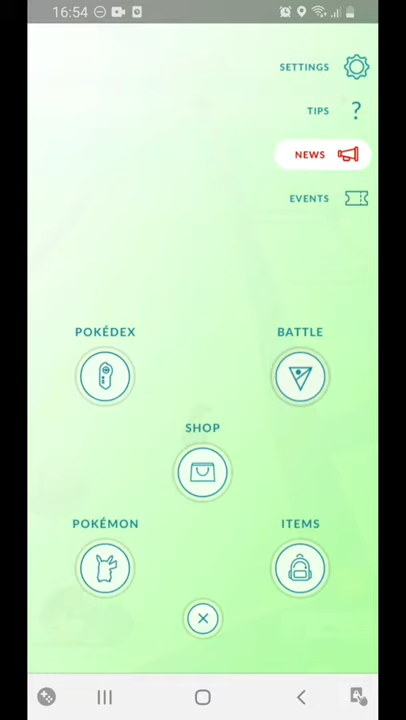 16:54
SETTINGS
TIPS
NEWS
EVENTS
POKÉDEX
BATTLE
SHOP
POKÉMON
ITEMS